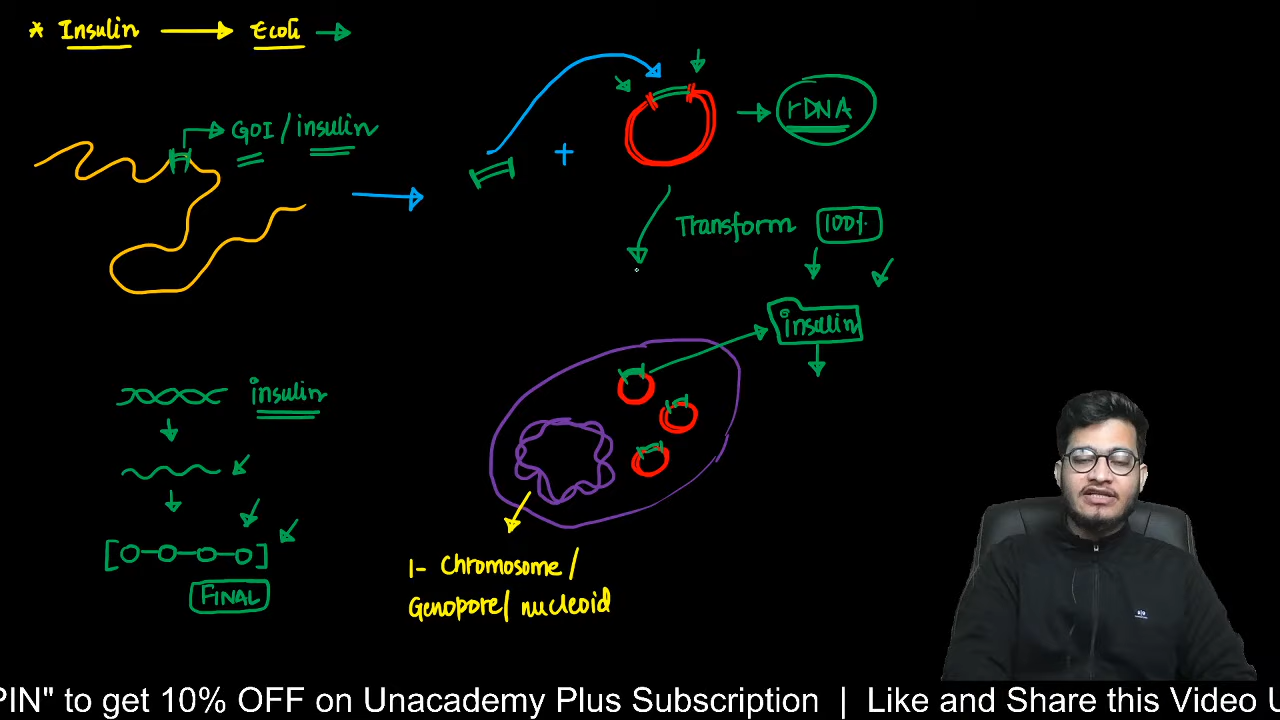 * Insulin → Ecoli →
GOI / insulin
+
rDNA
Transform 100%
insulin
insulin
FINAL
1- Chromosome /
Genopore/ nucleoid
PIN" to get 10% OFF on Unacademy Plus Subscription | Like and Share this Video U